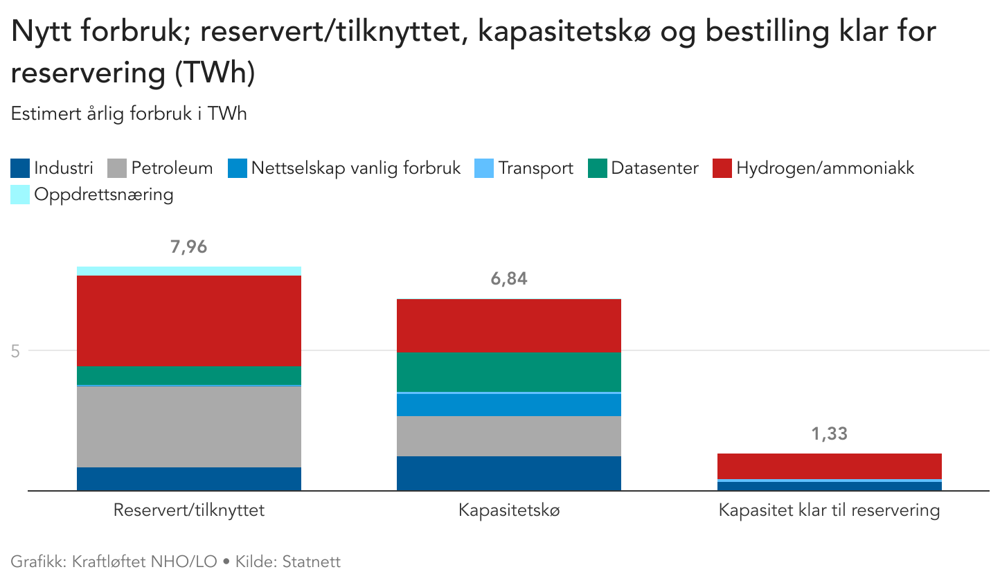 Nytt forbruk; reservert/tilknyttet, kapasitetskø og bestilling klar for
reservering (TWh)
Estimert årlig forbruk i TWh
Industri Petroleum Nettselskap vanlig forbruk Transport Datasenter Hydrogen/ammoniakk
Oppdrettsnæring
7,96
6,84
5
1,33
Reservert/tilknyttet Kapasitetskø Kapasitet klar til reservering
Grafikk: Kraftløftet NHO/LO • Kilde: Statnett